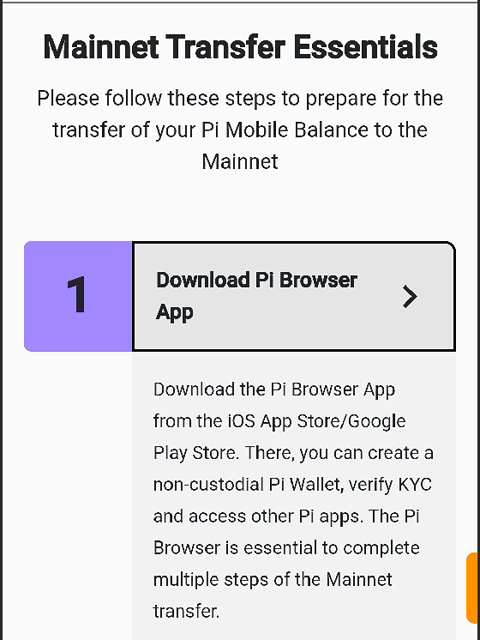 Mainnet Transfer Essentials
Please follow these steps to prepare for the
transfer of your Pi Mobile Balance to the
Mainnet
1
Download Pi Browser
App
Download the Pi Browser App
from the iOS App Store/Google
Play Store. There, you can create a
non-custodial Pi Wallet, verify KYC
and access other Pi apps. The Pi
Browser is essential to complete
multiple steps of the Mainnet
transfer.